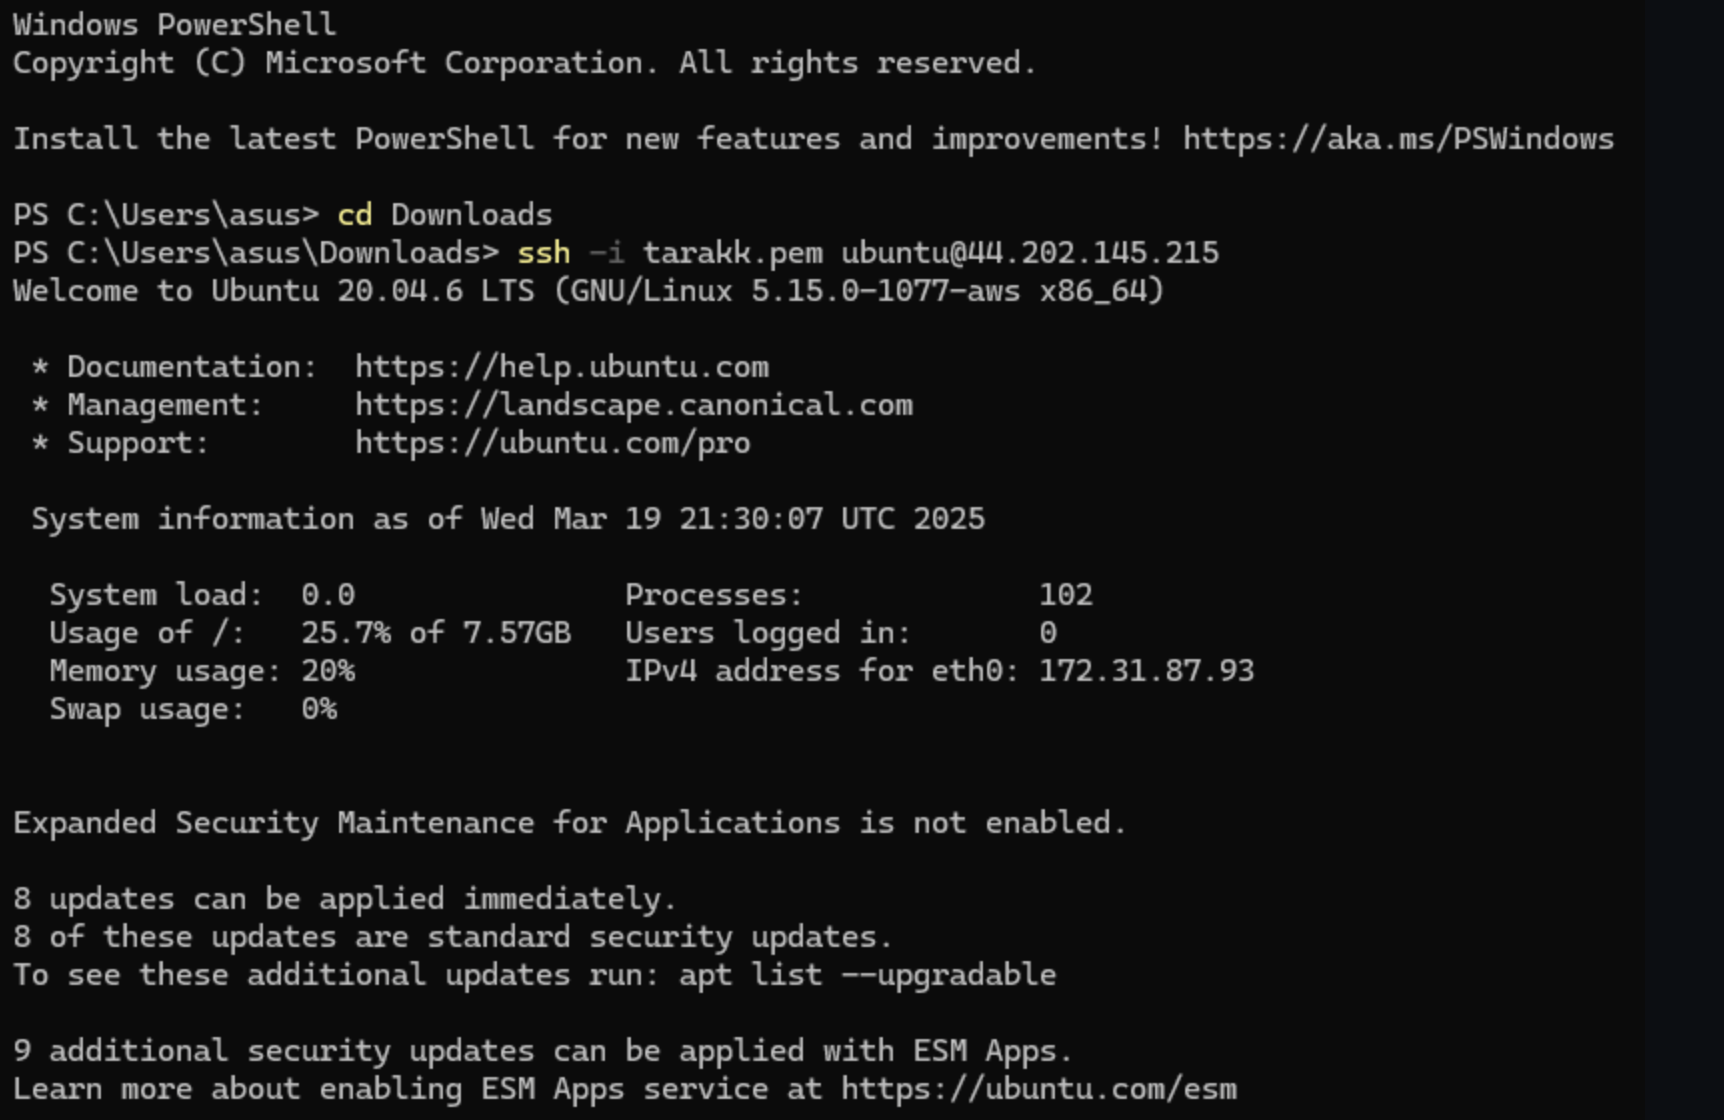 Windows PowerShell
Copyright (C) Microsoft Corporation. All rights reserved.
Install the latest PowerShell for new features and improvements! https://aka.ms/PSWindows
PS C:\Users\asus> cd Downloads
PS C:\Users\asus\Downloads> ssh -i tarakk.pem ubuntu@44.202.145.215
Welcome to Ubuntu 20.04.6 LTS (GNU/Linux 5.15.0-1077-aws x86_64)
* Documentation:  https://help.ubuntu.com
* Management:     https://landscape.canonical.com
* Support:        https://ubuntu.com/pro
System information as of Wed Mar 19 21:30:07 UTC 2025
System load:  0.0               Processes:             102
Usage of /:   25.7% of 7.57GB   Users logged in:       0
Memory usage: 20%               IPv4 address for eth0: 172.31.87.93
Swap usage:   0%
Expanded Security Maintenance for Applications is not enabled.
8 updates can be applied immediately.
8 of these updates are standard security updates.
To see these additional updates run: apt list --upgradable
9 additional security updates can be applied with ESM Apps.
Learn more about enabling ESM Apps service at https://ubuntu.com/esm